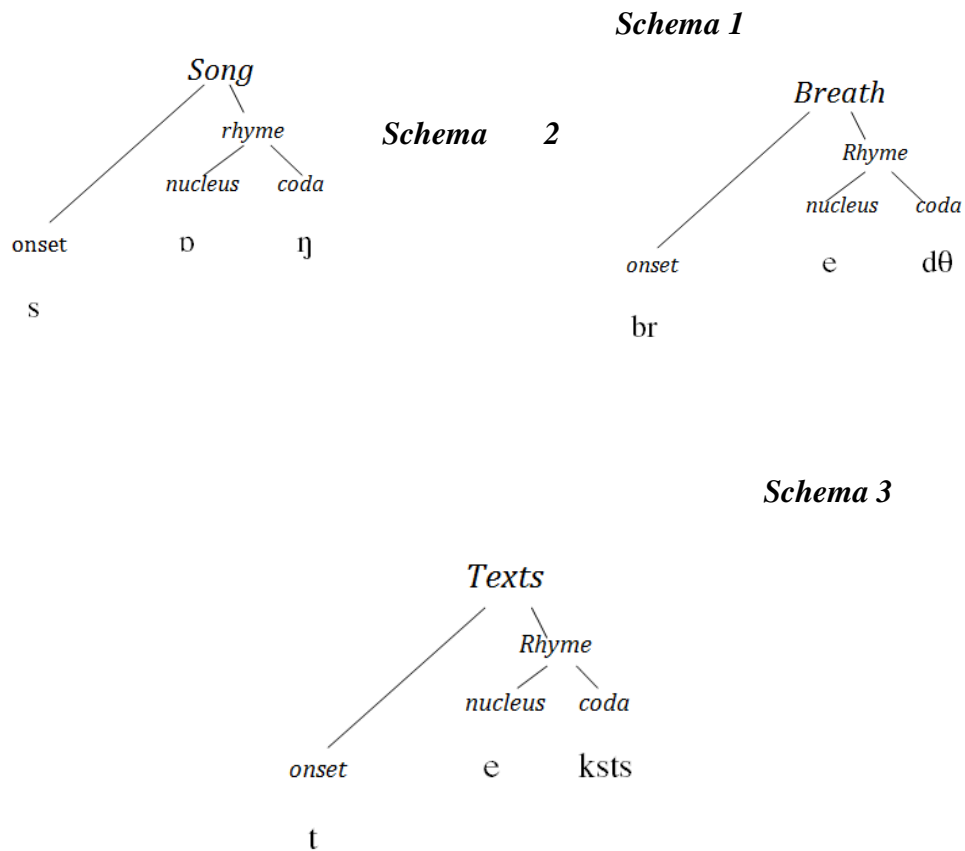 Schema 1
Song
rhyme
nucleus coda
onset ɒ ŋ
s
Schema 2
Breath
Rhyme
nucleus coda
onset e dθ
br
Schema 3
Texts
Rhyme
nucleus coda
onset e ksts
t